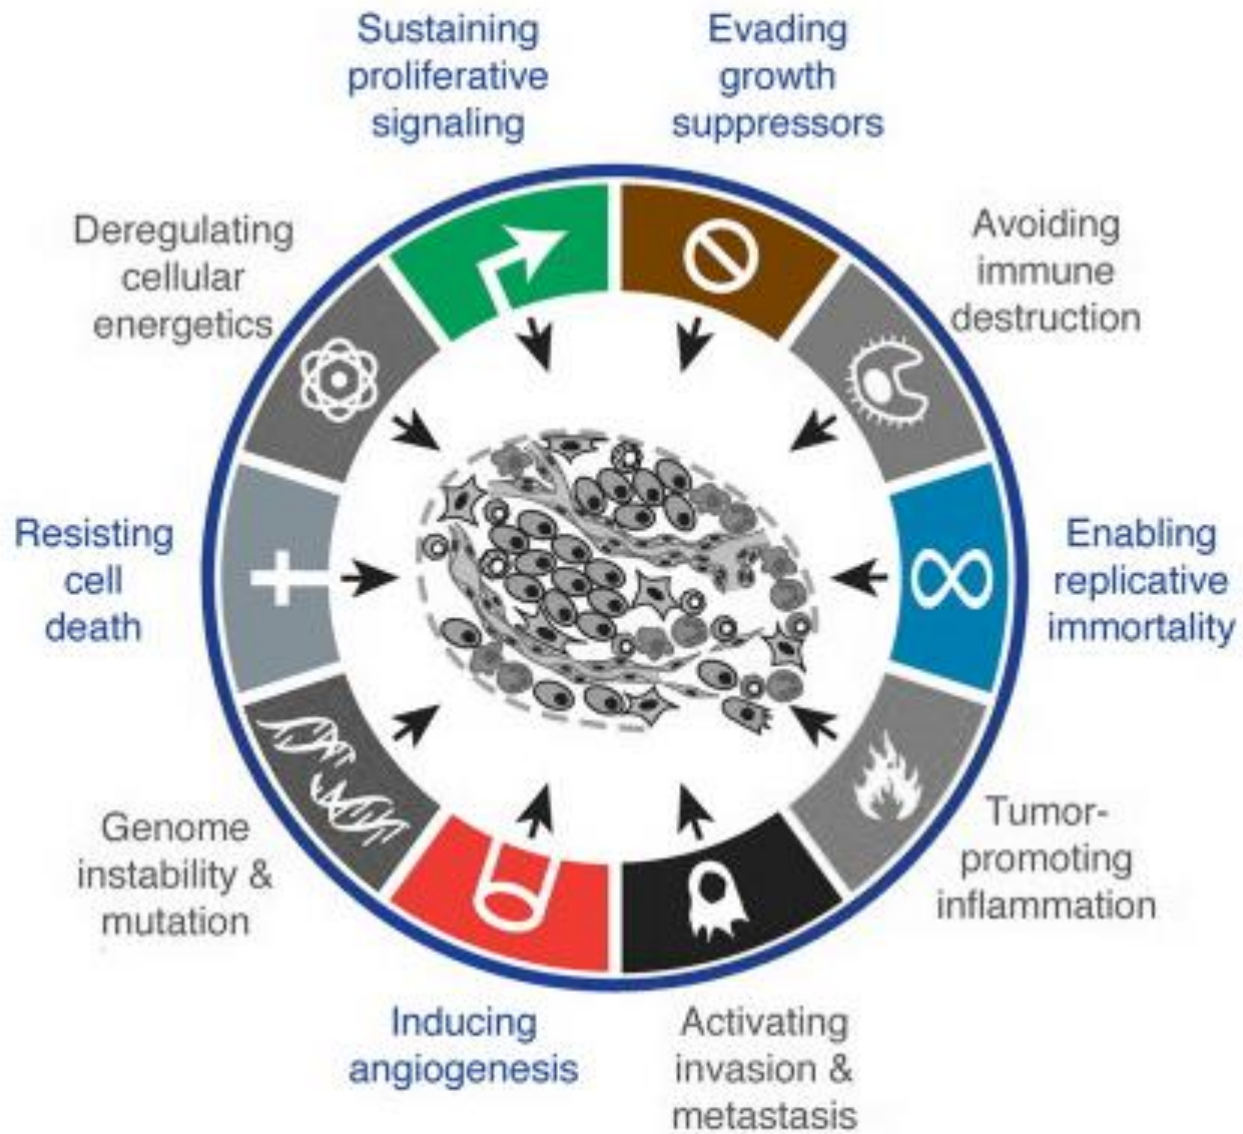 Sustaining
proliferative
signaling
Evading
growth
suppressors
Deregulating
cellular
energetics
Avoiding
immune
destruction
Resisting
cell
death
Enabling
replicative
immortality
Genome
instability &
mutation
Tumor-
promoting
inflammation
Inducing
angiogenesis
Activating
invasion &
metastasis